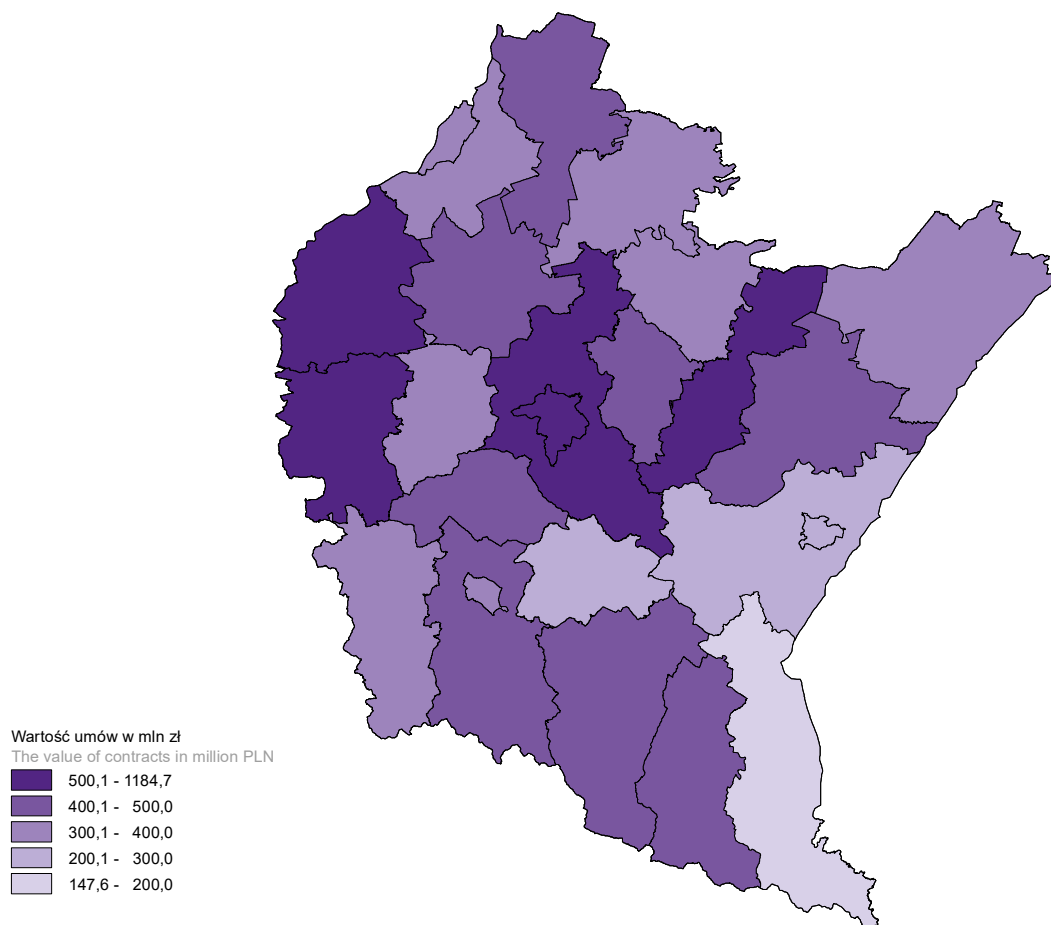 Wartość umów w mln zł
The value of contracts in million PLN
500,1 - 1184,7
400,1 - 500,0
300,1 - 400,0
200,1 - 300,0
147,6 - 200,0